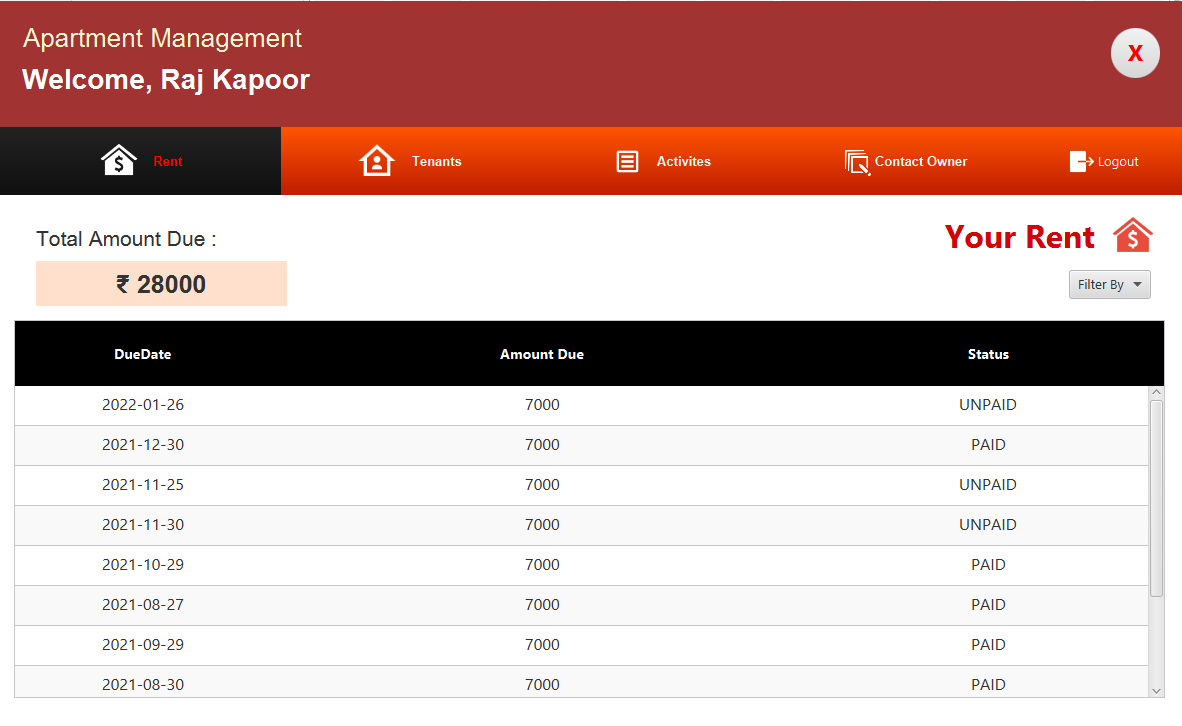 Apartment Management
Welcome, Raj Kapoor
X
Rent
Tenants
Activites
Contact Owner
Logout
Total Amount Due :
₹ 28000
Your Rent
Filter By
DueDate Amount Due Status
2022-01-26 7000 UNPAID
2021-12-30 7000 PAID
2021-11-25 7000 UNPAID
2021-11-30 7000 UNPAID
2021-10-29 7000 PAID
2021-08-27 7000 PAID
2021-09-29 7000 PAID
2021-08-30 7000 PAID